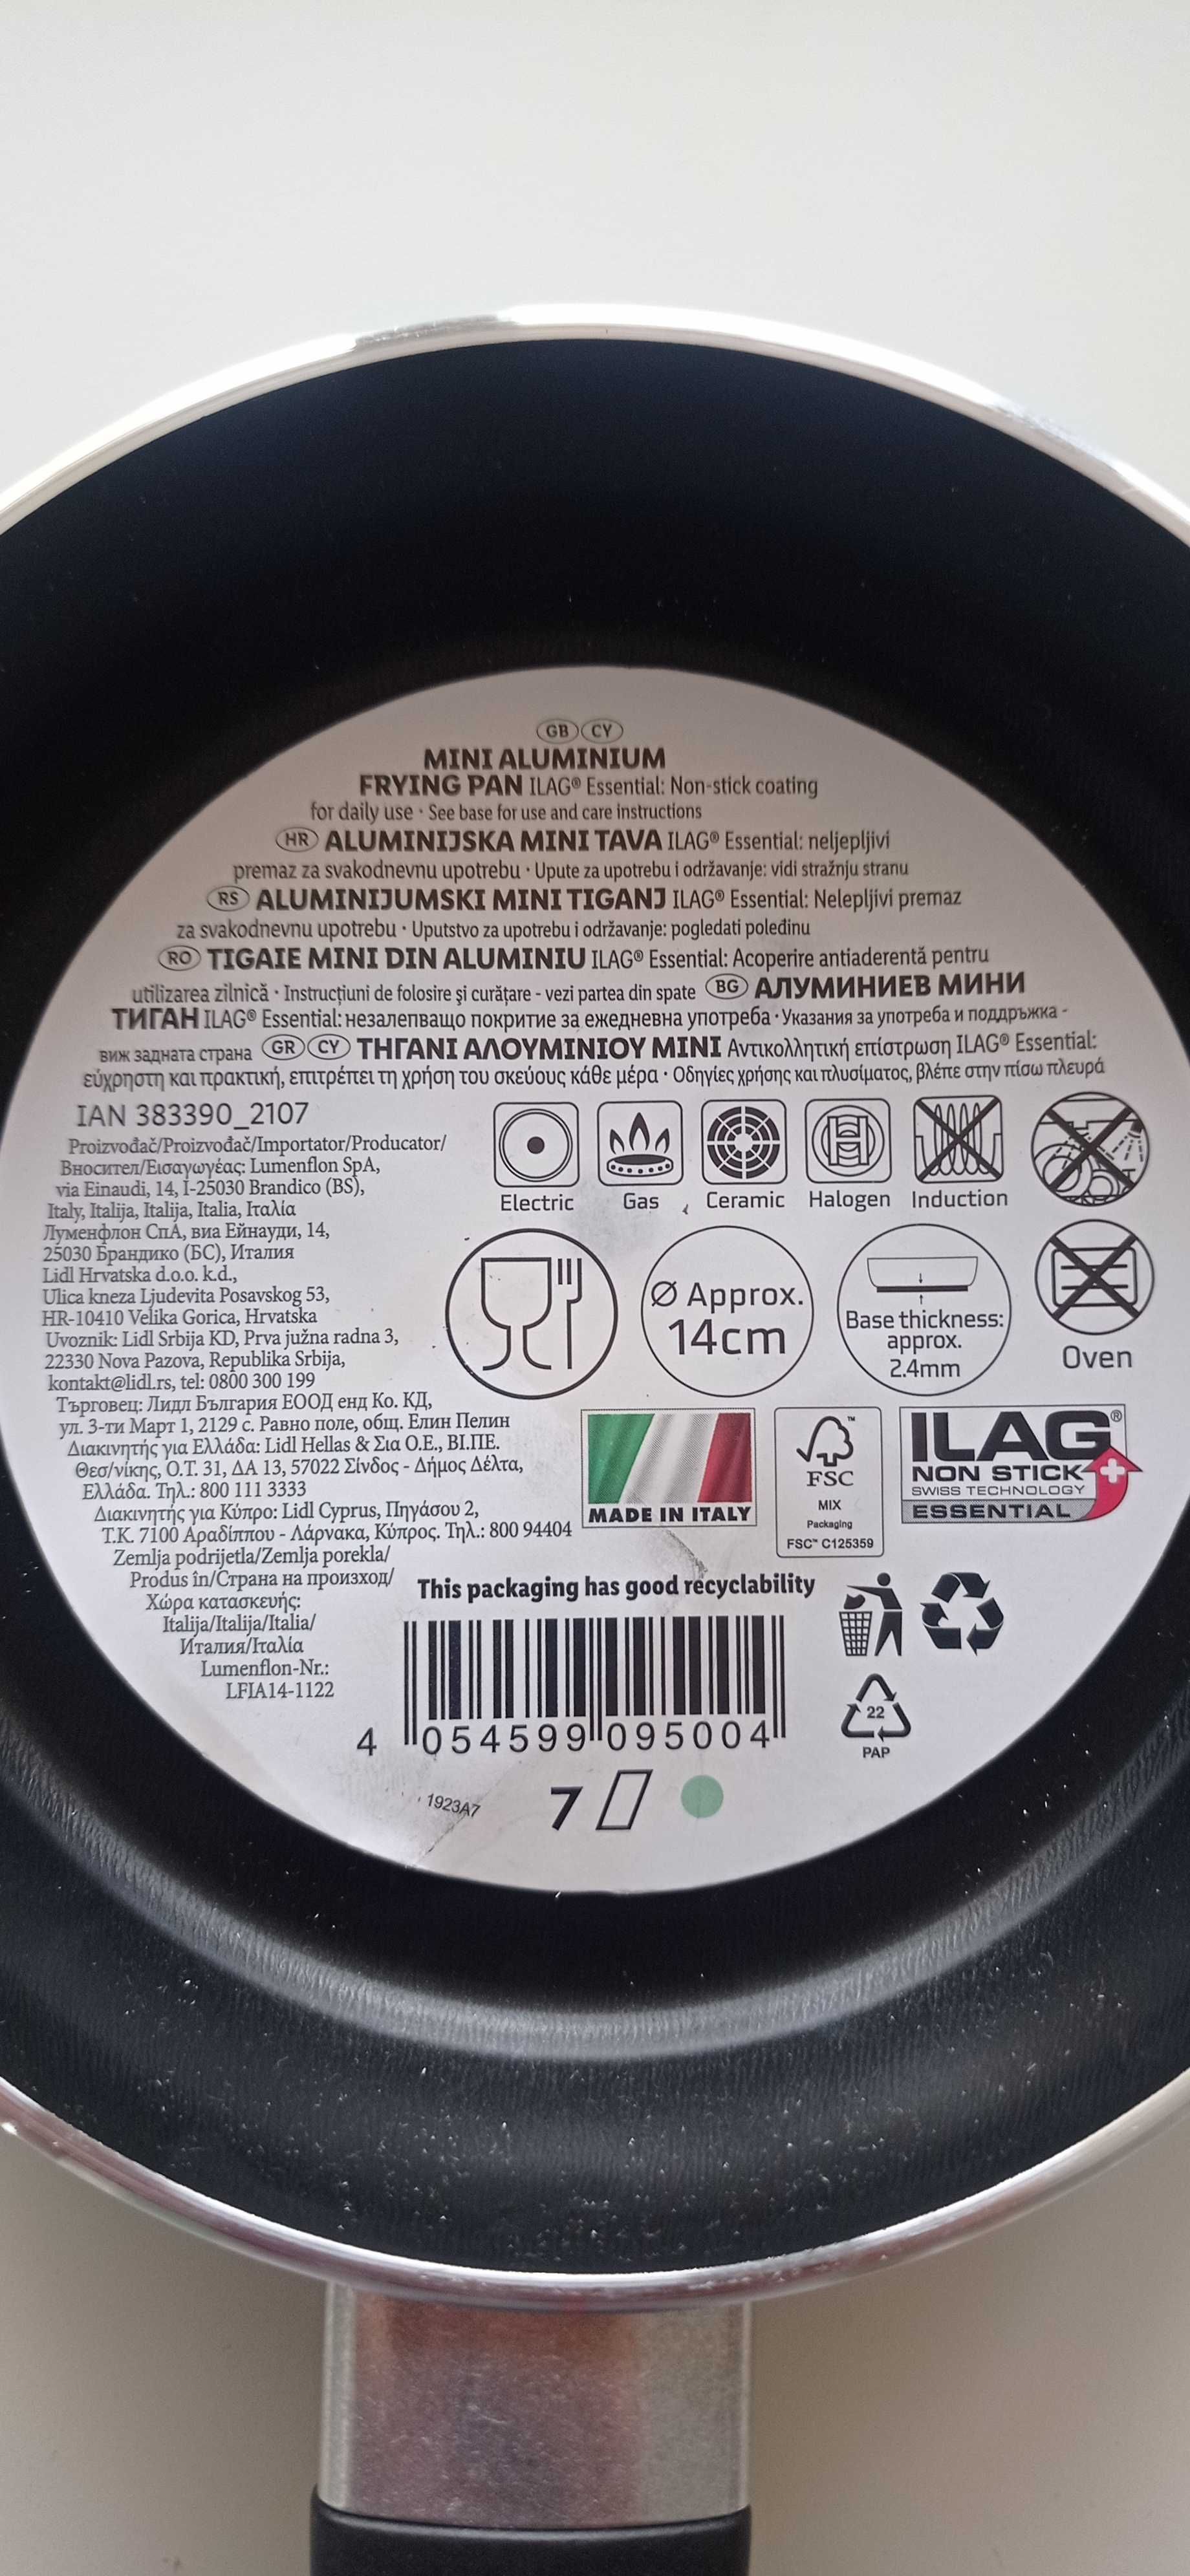 GB CY
MINI ALUMINIUM
FRYING PAN ILAG® Essential: Non-stick coating
for daily use · See base for use and care instructions
HR ALUMINIJSKA MINI TAVA ILAG® Essential: neljepljivi
premaz za svakodnevnu upotrebu · Upute za upotrebu i održavanje: vidi stražnju stranu
RS ALUMINIJUMSKI MINI TIGANJ ILAG® Essential: Nelepljivi premaz
za svakodnevnu upotrebu · Uputstvo za upotrebu i održavanje: pogledati poleđinu
RO TIGAIE MINI DIN ALUMINIU ILAG® Essential: Acoperire antiaderentă pentru
utilizarea zilnică · Instrucțiuni de folosire şi curăţare - vezi partea din spate BG АЛУМИНИЕВ МИНИ
ТИГАН ILAG® Essential: незалепващо покритие за ежедневна употреба · Указания за употреба и поддръжка -
виж задната страна GR CY ΤΗΓΑΝΙ ΑΛΟΥΜΙΝΙΟΥ MINI Αντικολλητική επίστρωση ILAG® Essential:
εύχρηστη και πρακτική, επιτρέπει τη χρήση του σκεύους κάθε μέρα · Οδηγίες χρήσης και πλυσίματος, βλέπε στην πίσω πλευρά
IAN 383390_2107
Proizvođač/Proizvođač/Importator/Producator/
Вносител/Εισαγωγέας: Lumenflon SpA,
via Einaudi, 14, I-25030 Brandico (BS),
Italy, Italija, Italija, Italia, Ιταλία
Луменфлон СпА, виа Ейнауди, 14,
25030 Брандико (БС), Италия
Lidl Hrvatska d.o.o. k.d.,
Ulica kneza Ljudevita Posavskog 53,
HR-10410 Velika Gorica, Hrvatska
Uvoznik: Lidl Srbija KD, Prva južna radna 3,
22330 Nova Pazova, Republika Srbija,
kontakt@lidl.rs, tel: 0800 300 199
Търговец: Лидл България ЕООД енд Ко. КД,
ул. 3-ти Март 1, 2129 с. Равно поле, общ. Елин Пелин
Διακινητής για Ελλάδα: Lidl Hellas & Σια Ο.Ε., ΒΙ.ΠΕ.
Θεσ/νίκης, Ο.Τ. 31, ΔΑ 13, 57022 Σίνδος - Δήμος Δέλτα,
Ελλάδα. Τηλ.: 800 111 3333
Διακινητής για Κύπρο: Lidl Cyprus, Πηγάσου 2,
Τ.Κ. 7100 Αραδίππου - Λάρνακα, Κύπρος. Τηλ.: 800 94404
Zemlja podrijetla/Zemlja porekla/
Produs în/Страна на произход/
Χώρα κατασκευής:
Italija/Italija/Italia/
Италия/Ιταλία
Lumenflon-Nr.:
LFIA14-1122
Electric
Gas
Ceramic
Halogen
Induction
Ø Approx.
14cm
Base thickness:
approx.
2.4mm
Oven
MADE IN ITALY
FSC™
MIX
Packaging
FSC™ C125359
ILAG®
NON STICK
SWISS TECHNOLOGY
ESSENTIAL
This packaging has good recyclability
4 054599 095004
22
PAP
1923A7
7